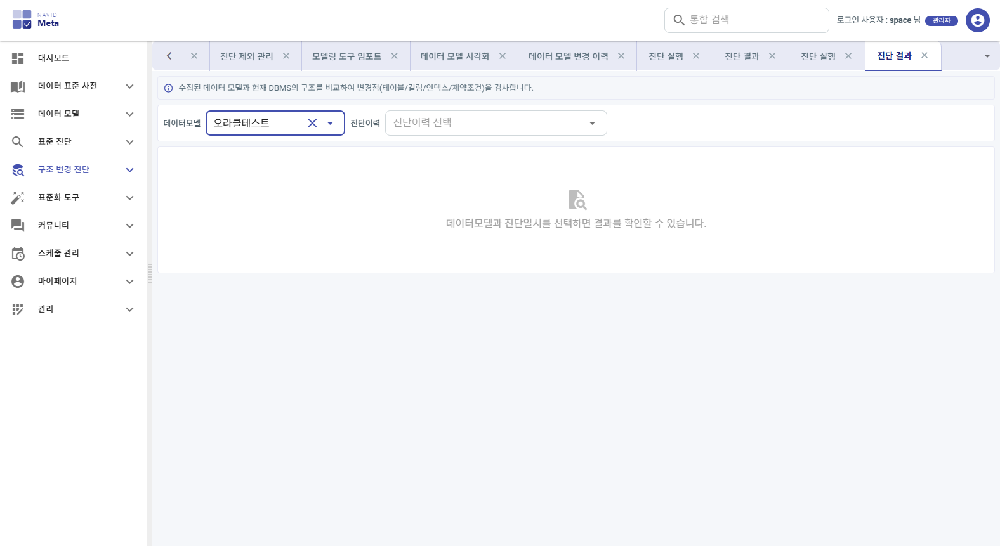 NAVID
Meta
통합 검색
로그인 사용자 : space 님
관리자
대시보드
데이터 표준 사전
데이터 모델
표준 진단
구조 변경 진단
표준화 도구
커뮤니티
스케줄 관리
마이페이지
관리
진단 제외 관리
모델링 도구 임포트
데이터 모델 시각화
데이터 모델 변경 이력
진단 실행
진단 결과
진단 실행
진단 결과
수집된 데이터 모델과 현재 DBMS의 구조를 비교하여 변경점(테이블/컬럼/인덱스/제약조건)을 검사합니다.
데이터모델
오라클테스트
진단이력
진단이력 선택
데이터모델과 진단일시를 선택하면 결과를 확인할 수 있습니다.